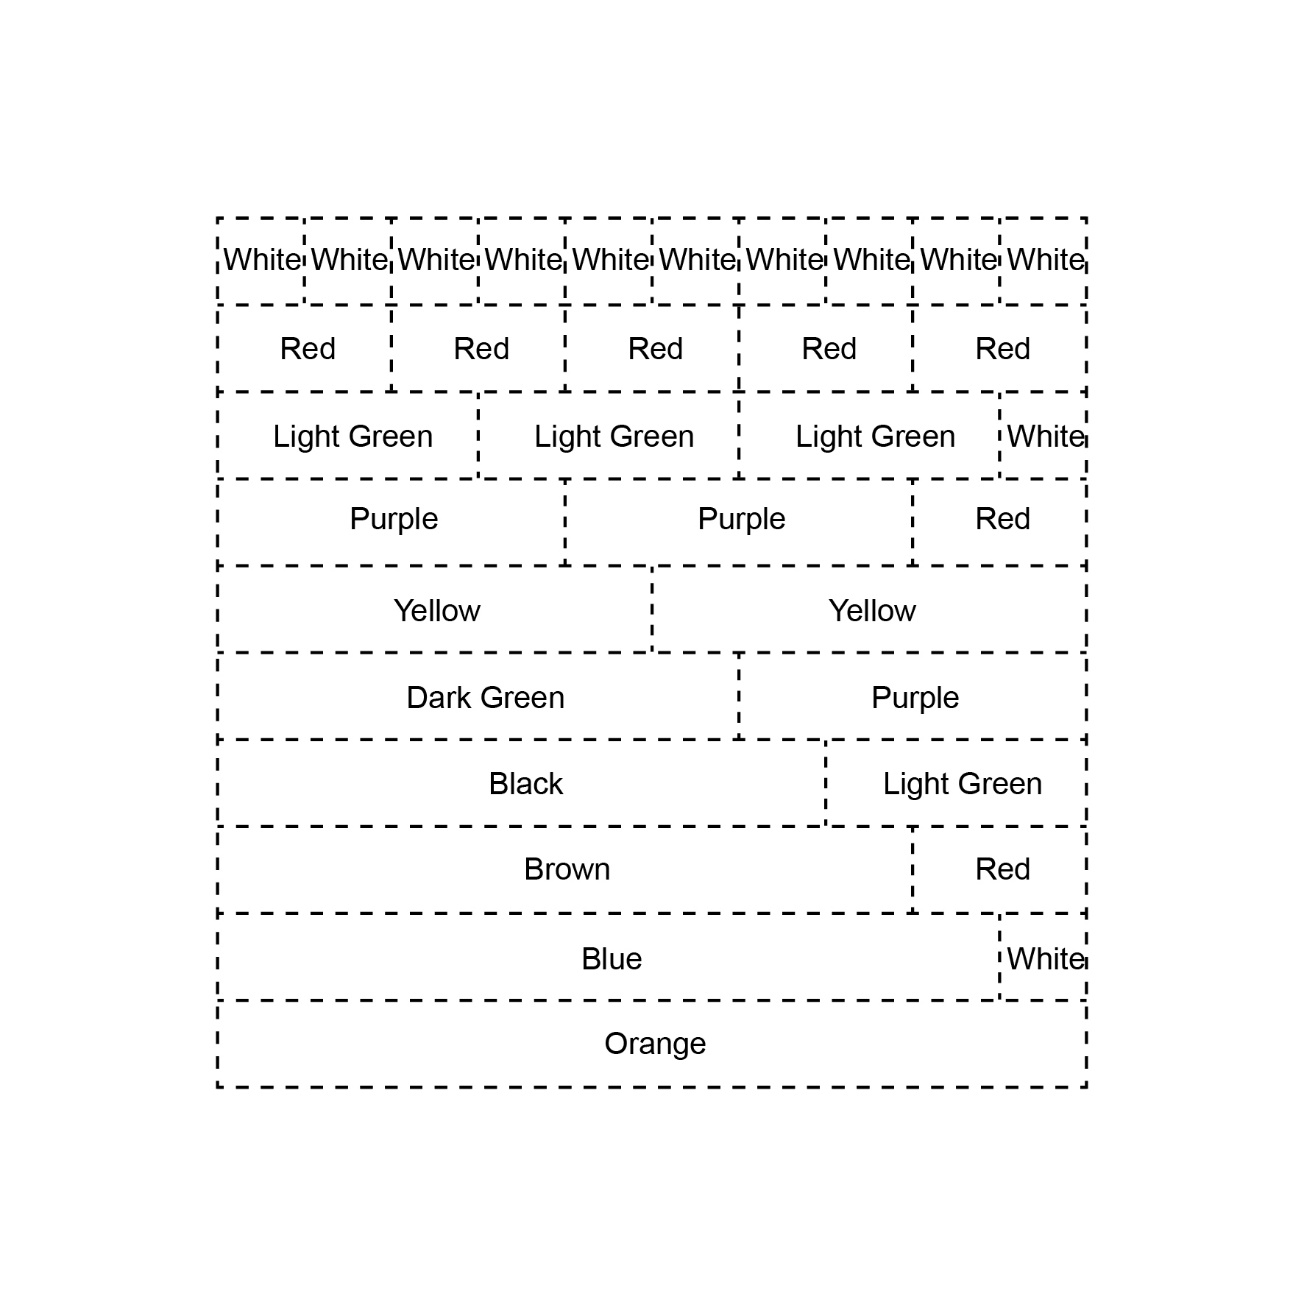 White White White White White White White White White White
Red Red Red Red Red
Light Green Light Green Light Green White
Purple Purple Red
Yellow Yellow
Dark Green Purple
Black Light Green
Brown Red
Blue White
Orange